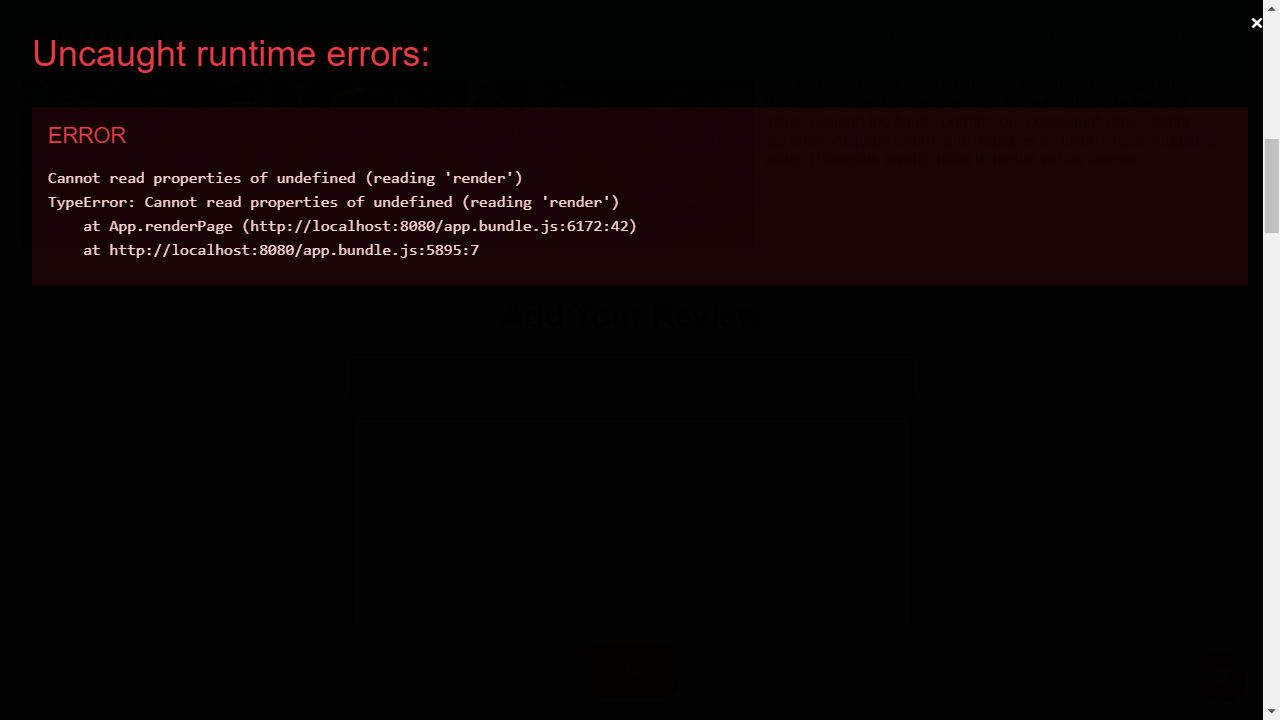 ×
Uncaught runtime errors:
ERROR
Cannot read properties of undefined (reading 'render')
TypeError: Cannot read properties of undefined (reading 'render')
at App.renderPage (http://localhost:8080/app.bundle.js:6172:42)
at http://localhost:8080/app.bundle.js:5895:7
Add Your Review